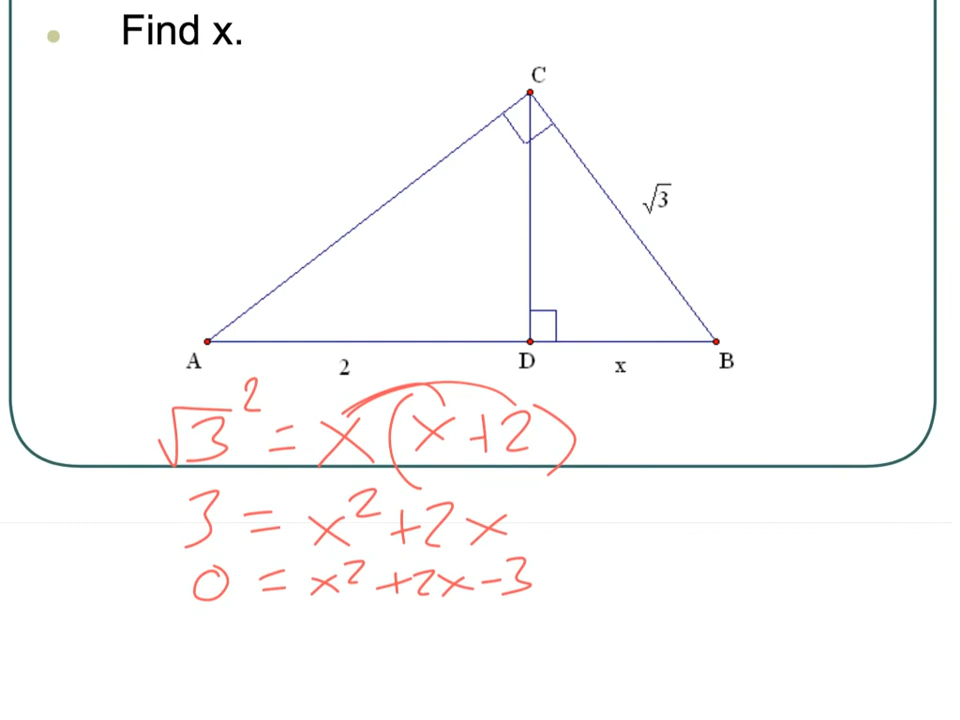 Find x.
C
√3
A 2 D x B
√3² = x(x+2)
3 = x² + 2x
0 = x² + 2x - 3